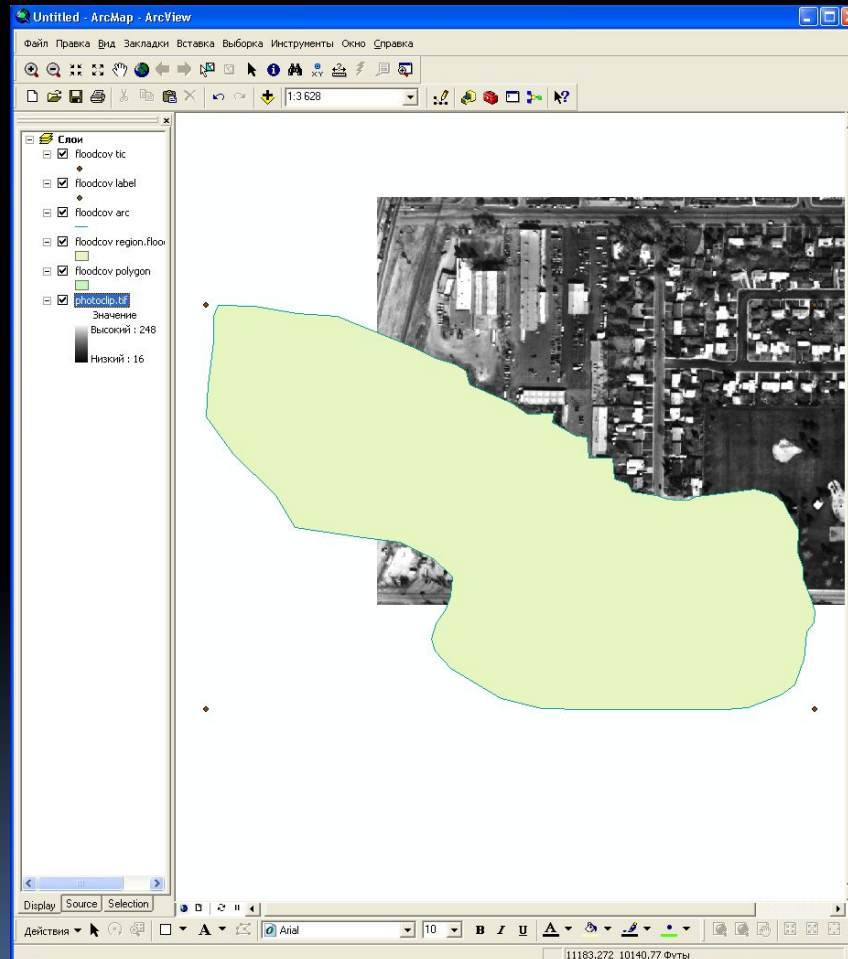 Untitled - ArcMap - ArcView
Файл Правка Вид Закладки Вставка Выборка Инструменты Окно Справка
1:3 628
Слои
floodcov tic
floodcov label
floodcov arc
floodcov region.floo
floodcov polygon
photoclip.tif
Значение
Высокий : 248
Низкий : 16
Display Source Selection
Действия A Arial 10 B I U A
11183.272 10140.77 Футы